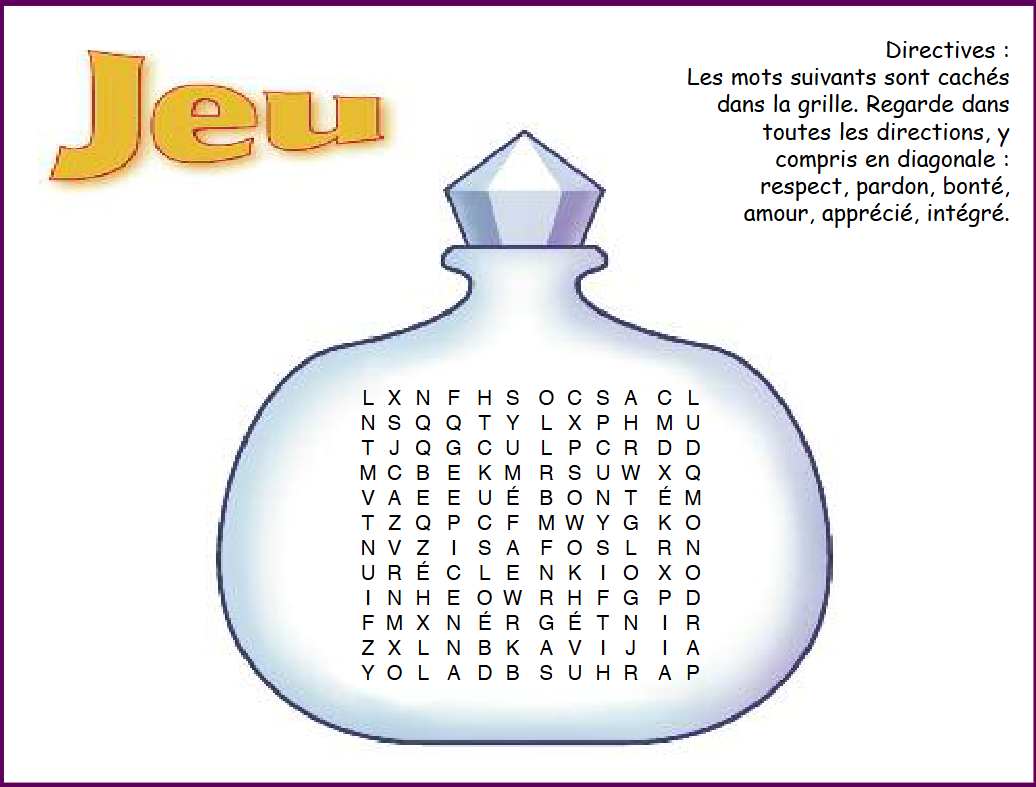 Jeu
Directives :
Les mots suivants sont cachés
dans la grille. Regarde dans
toutes les directions, y
compris en diagonale :
respect, pardon, bonté,
amour, apprécié, intégré.
L X N F H S O C S A C L
N S Q Q T Y L X P H M U
T J Q G C U L P C R D D
M C B E K M R S U W X Q
V A E E U É B O N T É M
T Z Q P C F M W Y G K O
N V Z I S A F O S L R N
U R É C L E N K I O X O
I N H E O W R H F G P D
F M X N É R G É T N I R
Z X L N B K A V I J I A
Y O L A D B S U H R A P